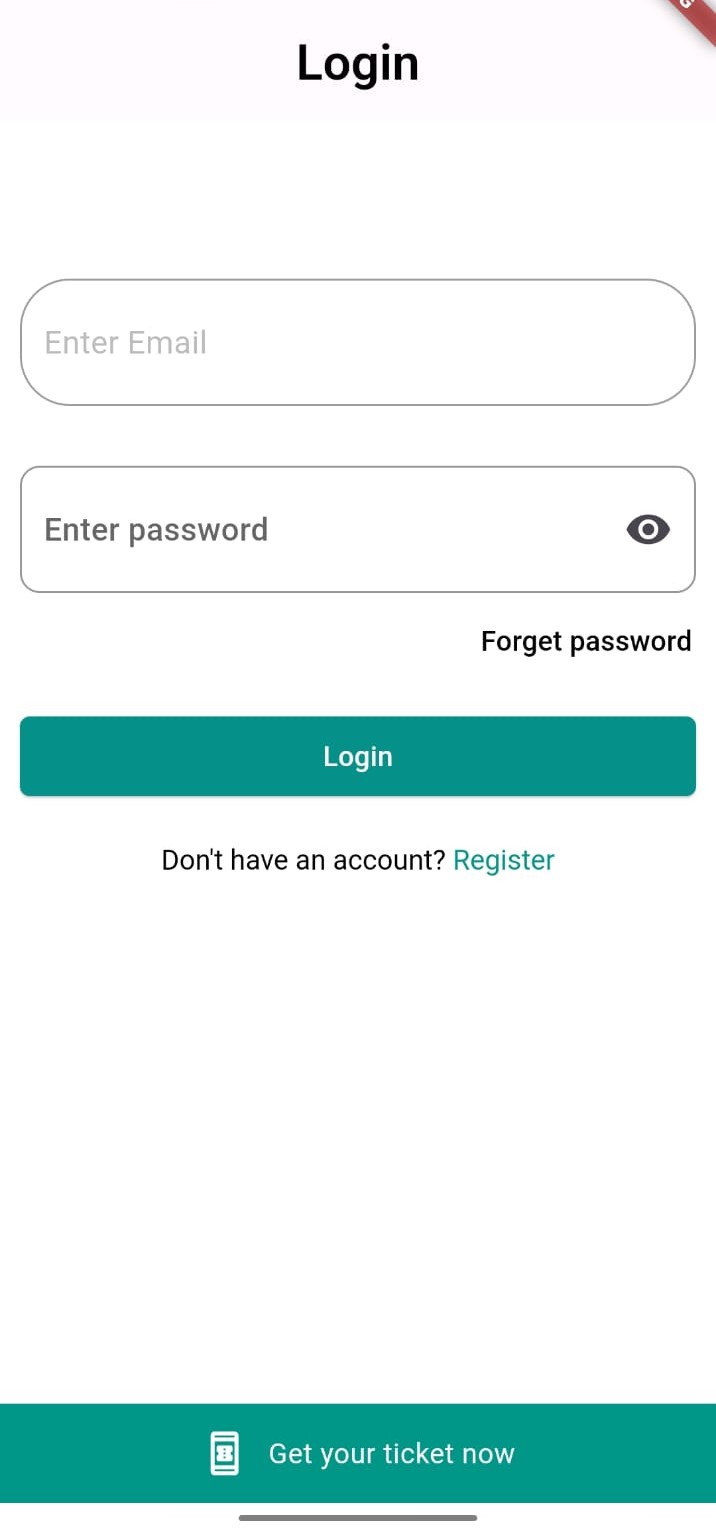 Login
Enter Email
Enter password
Forget password
Login
Don't have an account? Register
Get your ticket now